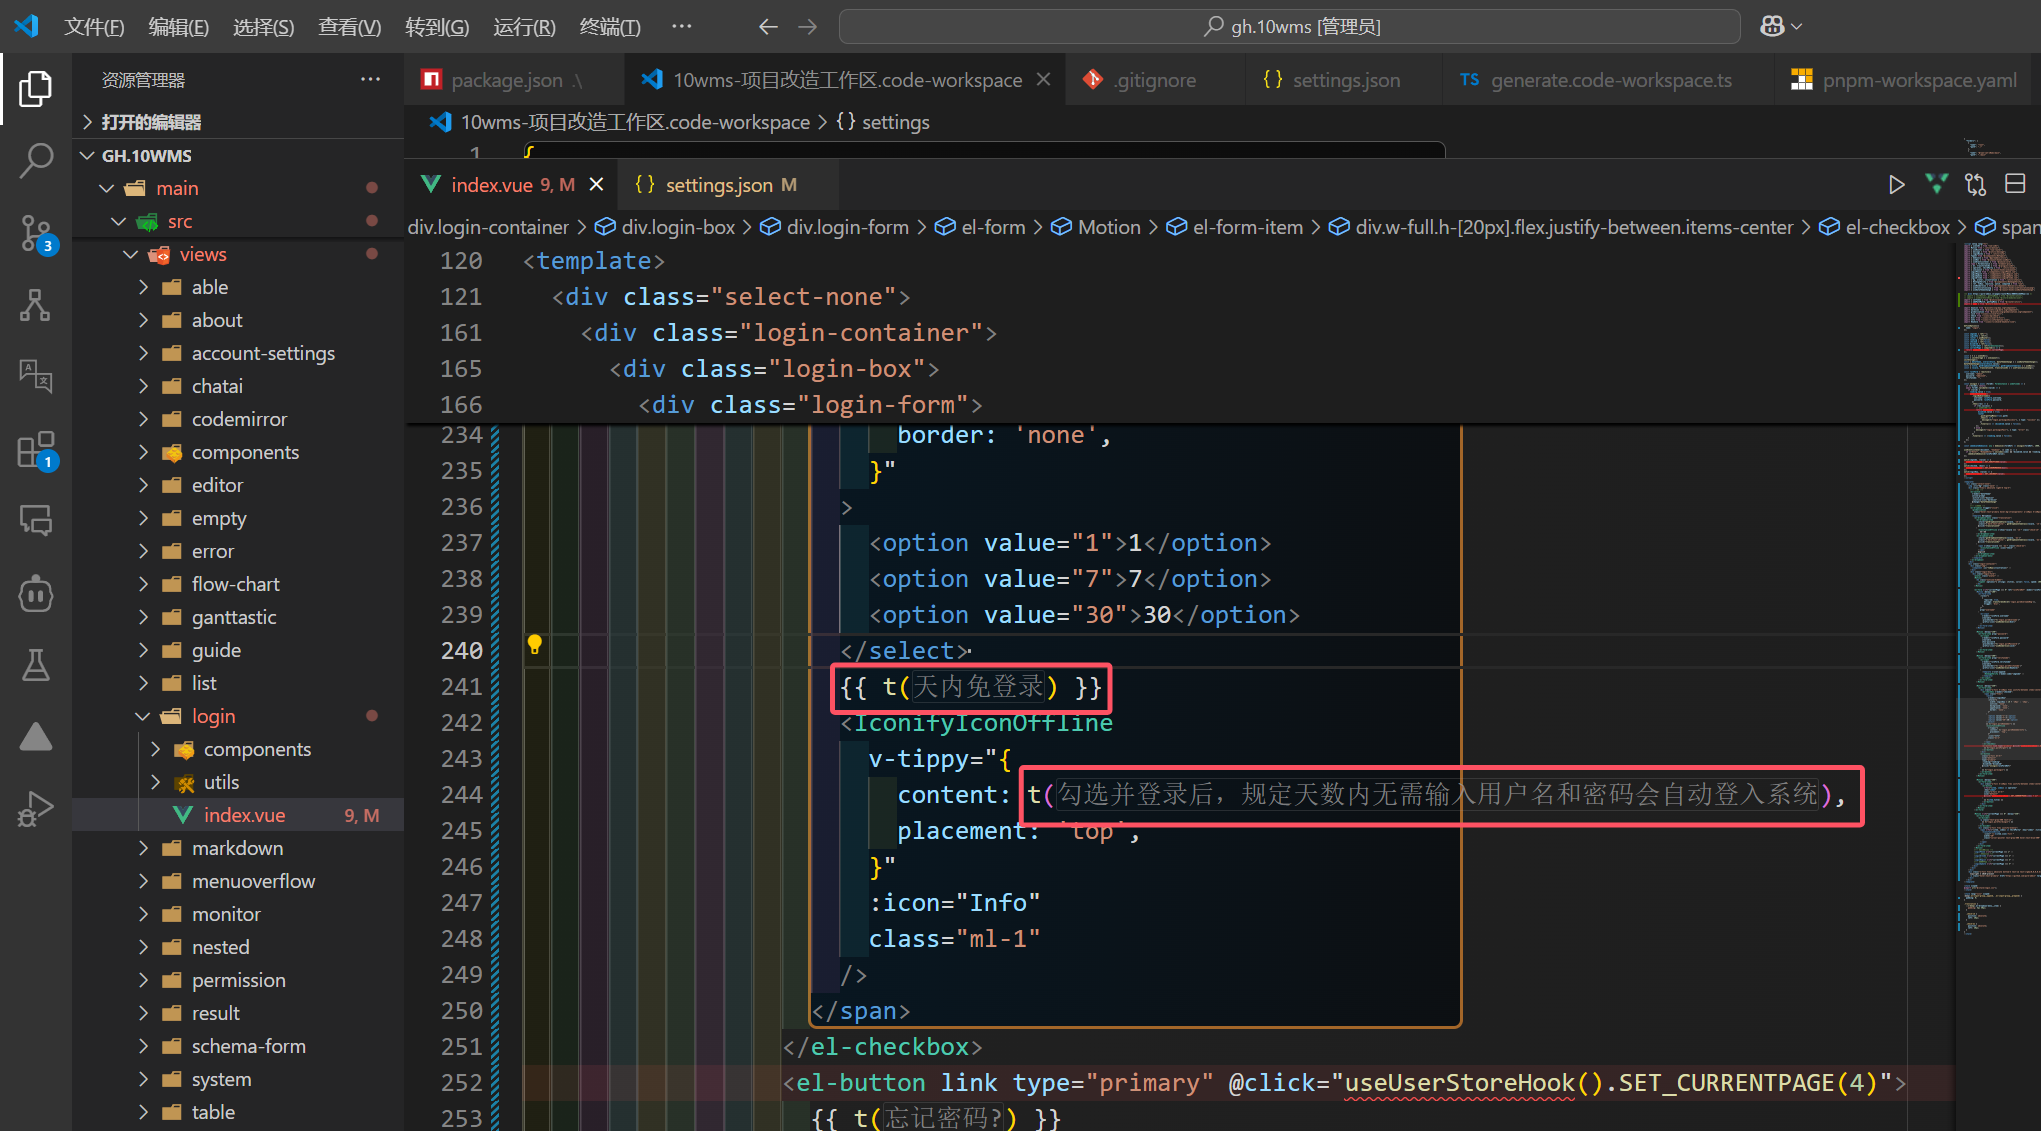 文件(F) 编辑(E) 选择(S) 查看(V) 转到(G) 运行(R) 终端(T) ··· gh.10wms [管理员]
资源管理器 ···
打开的编辑器
GH.10WMS
main
src
views
able
about
account-settings
chatai
codemirror
components
editor
empty
error
flow-chart
ganttastic
guide
list
login
components
utils
index.vue 9, M
markdown
menuoverflow
monitor
nested
permission
result
schema-form
system
table
3
1
package.json .\ 10wms-项目改造工作区.code-workspace .gitignore {} settings.json TS generate.code-workspace.ts pnpm-workspace.yaml
10wms-项目改造工作区.code-workspace > {} settings
1 {
index.vue 9, M {} settings.json M
div.login-container > div.login-box > div.login-form > el-form > Motion > el-form-item > div.w-full.h-[20px].flex.justify-between.items-center > el-checkbox > span
120 <template>
121 <div class="select-none">
161 <div class="login-container">
165 <div class="login-box">
166 <div class="login-form">
234 border: 'none',
235 }"
236 >
237 <option value="1">1</option>
238 <option value="7">7</option>
239 <option value="30">30</option>
240 </select>
241 {{ t(天内免登录) }}
242 <IconifyIconOffline
243 v-tippy="{
244 content: t(勾选并登录后，规定天数内无需输入用户名和密码会自动登入系统),
245 placement: 'top',
246 }"
247 :icon="Info"
248 class="ml-1"
249 />
250 </span>
251 </el-checkbox>
252 <el-button link type="primary" @click="useUserStoreHook().SET_CURRENTPAGE(4)">
253 {{ t(忘记密码?) }}